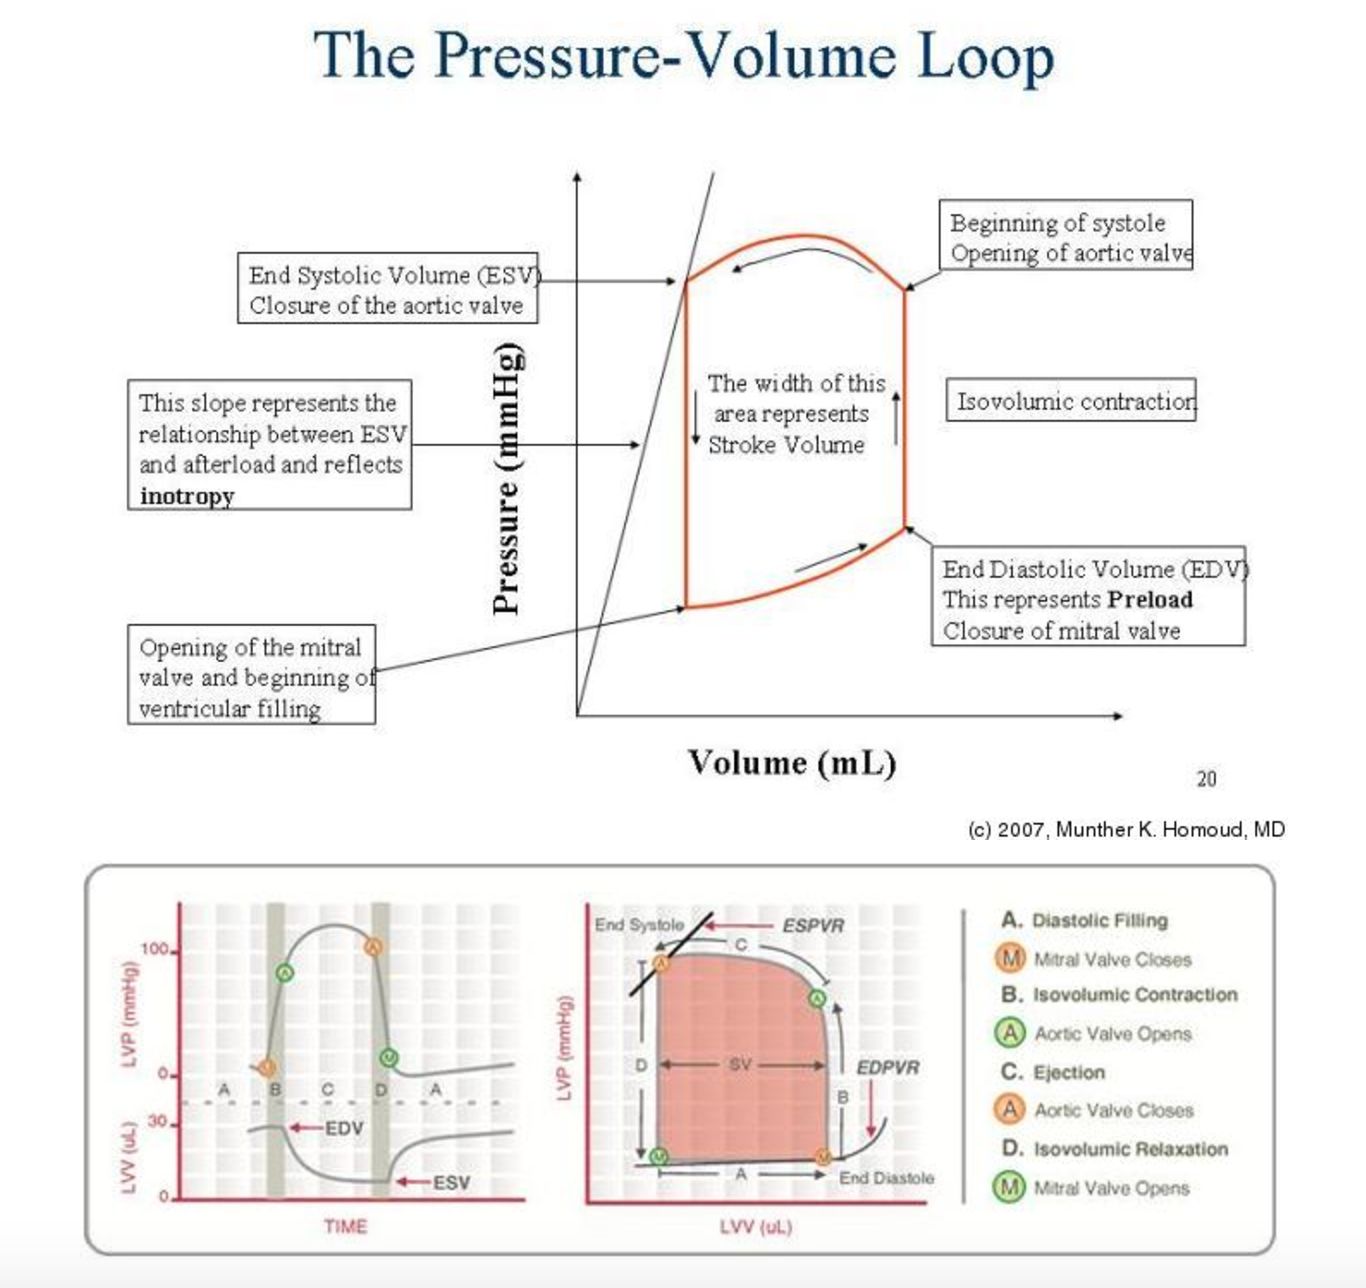 The Pressure-Volume Loop
Beginning of systole
Opening of aortic valve
End Systolic Volume (ESV)
Closure of the aortic valve
This slope represents the
relationship between ESV
and afterload and reflects
inotropy
Pressure (mmHg)
The width of this
area represents
Stroke Volume
Isovolumic contraction
End Diastolic Volume (EDV)
This represents Preload
Closure of mitral valve
Opening of the mitral
valve and beginning of
ventricular filling
Volume (mL)
20
(c) 2007, Munther K. Homoud, MD
LVP (mmHg)
100
0
A
A
M
M
A B C D A
LVV (uL)
30
0
EDV
ESV
TIME
LVP (mmHg)
End Systole
ESPVR
C
A
A
D
SV
EDPVR
B
M
M
A
End Diastole
LVV (uL)
A. Diastolic Filling
M Mitral Valve Closes
B. Isovolumic Contraction
A Aortic Valve Opens
C. Ejection
A Aortic Valve Closes
D. Isovolumic Relaxation
M Mitral Valve Opens